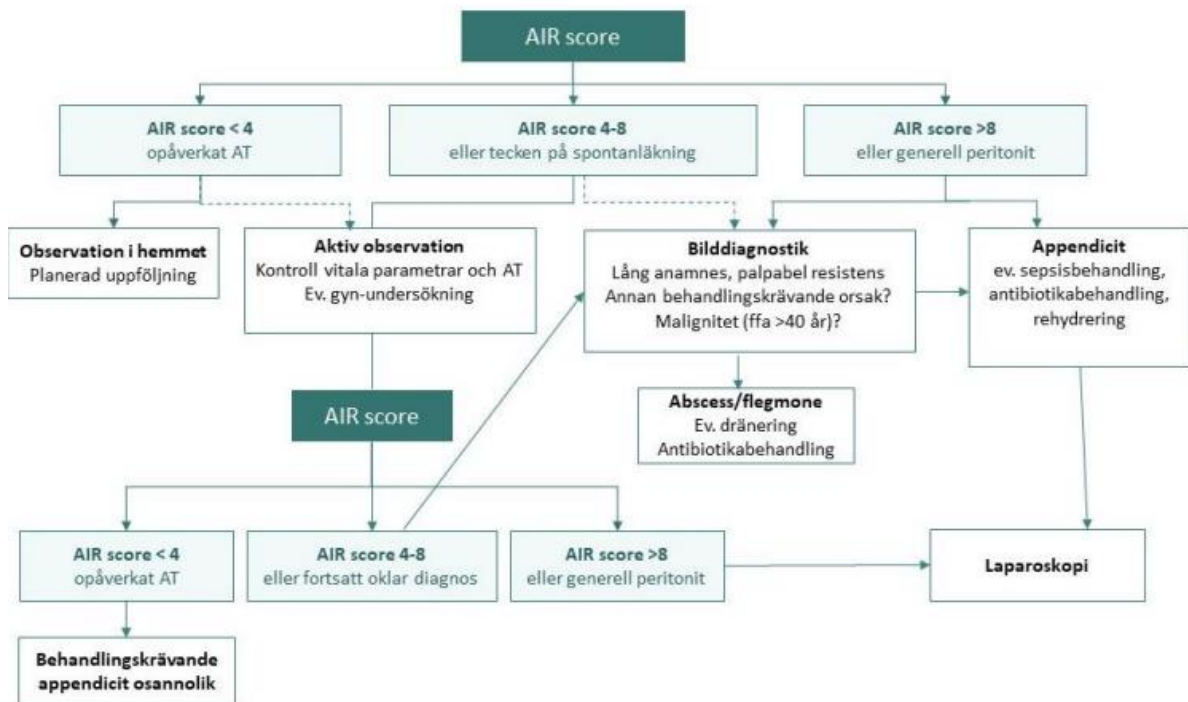 AIR score
AIR score < 4
opåverkat AT
AIR score 4-8
eller tecken på spontanläkning
AIR score >8
eller generell peritonit
Observation i hemmet
Planerad uppföljning
Aktiv observation
Kontroll vitala parametrar och AT
Ev. gyn-undersökning
Bilddiagnostik
Lång anamnes, palpabel resistens
Annan behandlingskrävande orsak?
Malignitet (ffa >40 år)?
Appendicit
ev. sepsisbehandling,
antibiotikabehandling,
rehydrering
Abscess/flegmone
Ev. dränering
Antibiotikabehandling
AIR score
AIR score < 4
opåverkat AT
AIR score 4-8
eller fortsatt oklar diagnos
AIR score >8
eller generell peritonit
Laparoskopi
Behandlingskrävande
appendicit osannolik